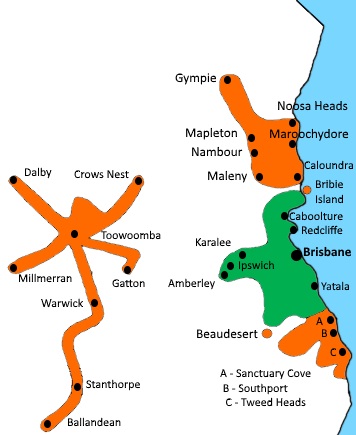 Gympie
Noosa Heads
Mapleton
Maroochydore
Nambour
Caloundra
Dalby
Crows Nest
Maleny
Bribie
Island
Caboolture
Redcliffe
Toowoomba
Karalee
Brisbane
Ipswich
Millmerran
Gatton
Amberley
Yatala
Warwick
A
Beaudesert
B
C
A - Sanctuary Cove
Stanthorpe
B - Southport
C - Tweed Heads
Ballandean